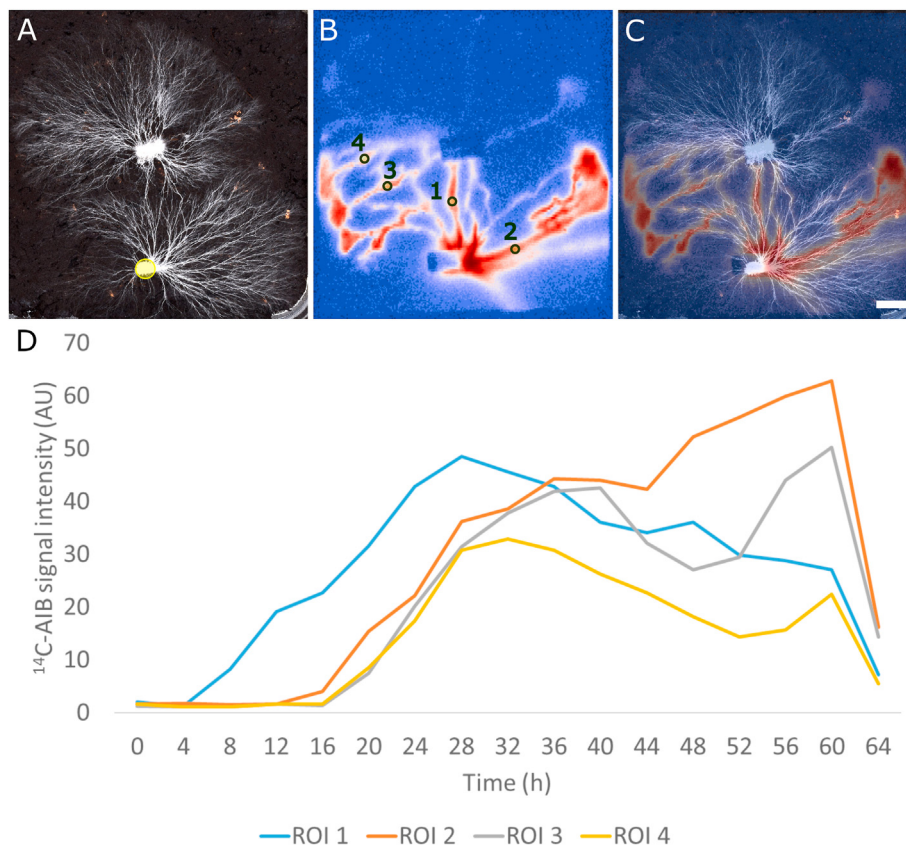 A B C
4
3
1
2
D
70
60
50
40
30
20
10
0
¹⁴C-AIB signal intensity (AU)
0 4 8 12 16 20 24 28 32 36 40 44 48 52 56 60 64
Time (h)
ROI 1 ROI 2 ROI 3 ROI 4